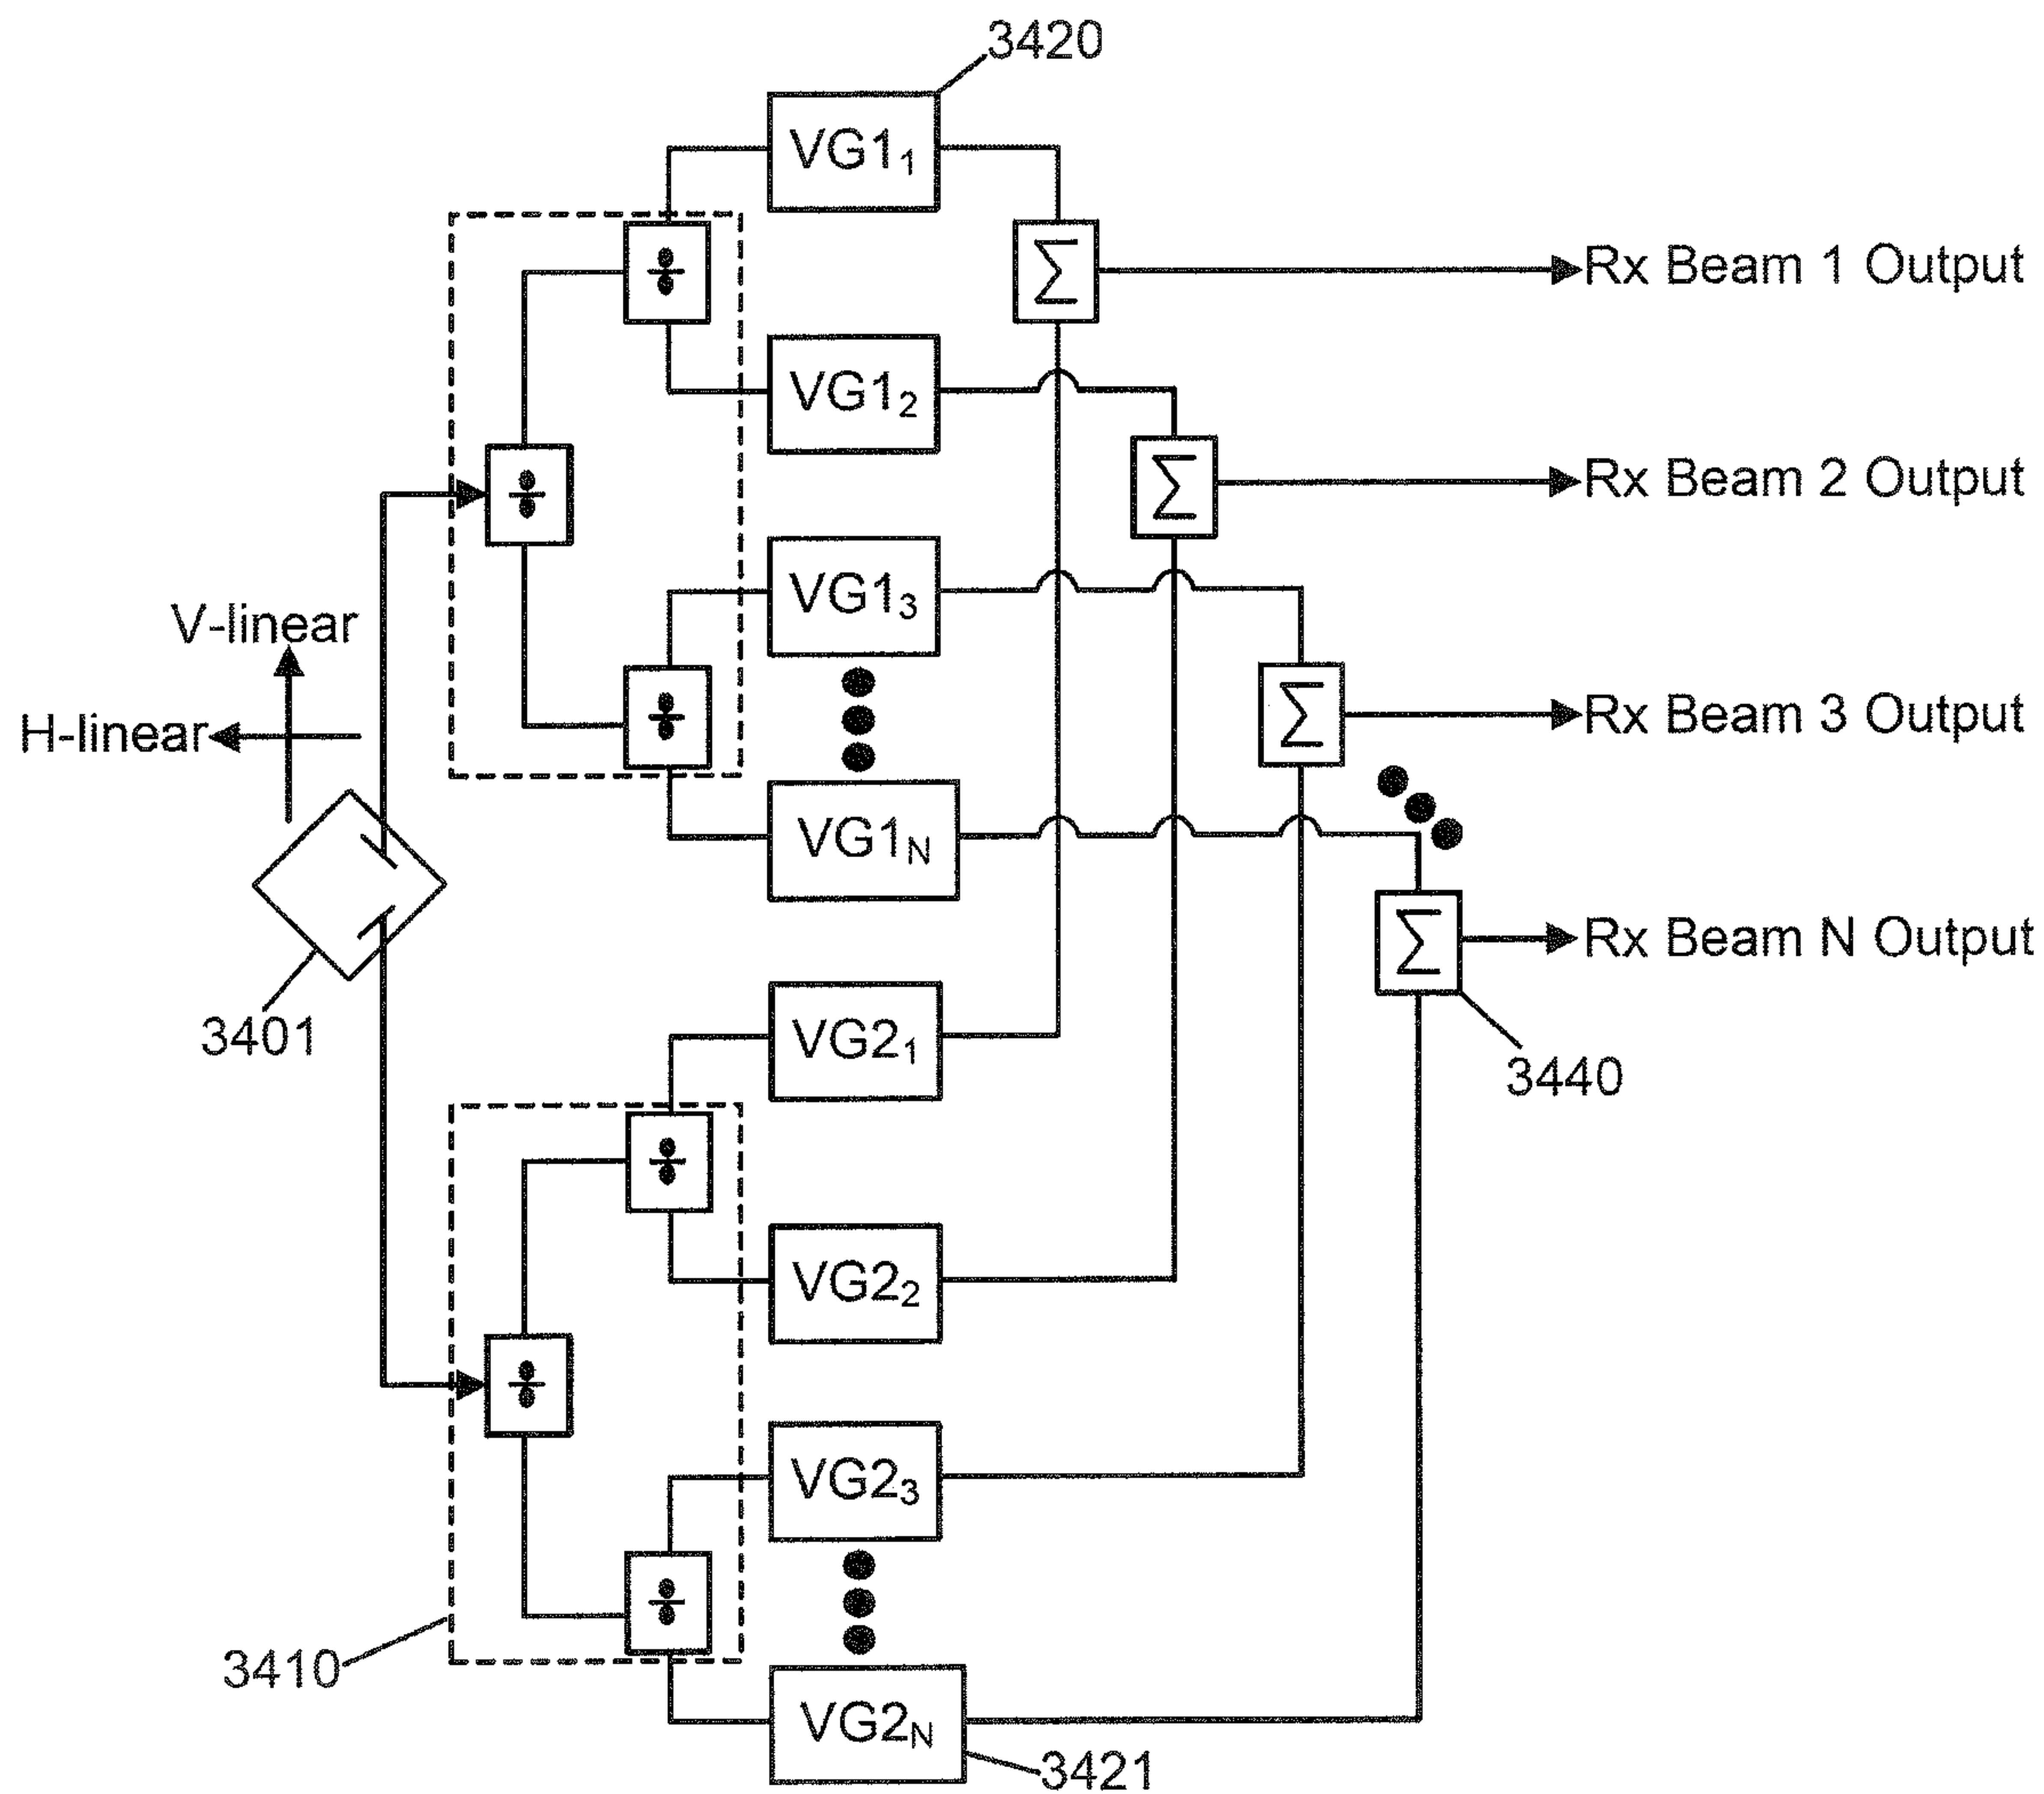 3420
VG1₁
÷
Σ
Rx Beam 1 Output
VG1₂
÷
Σ
Rx Beam 2 Output
VG1₃
V-linear
H-linear
÷
Σ
Rx Beam 3 Output
VG1N
Σ
Rx Beam N Output
3401
VG2₁
3440
÷
VG2₂
÷
VG2₃
÷
3410
VG2N
3421